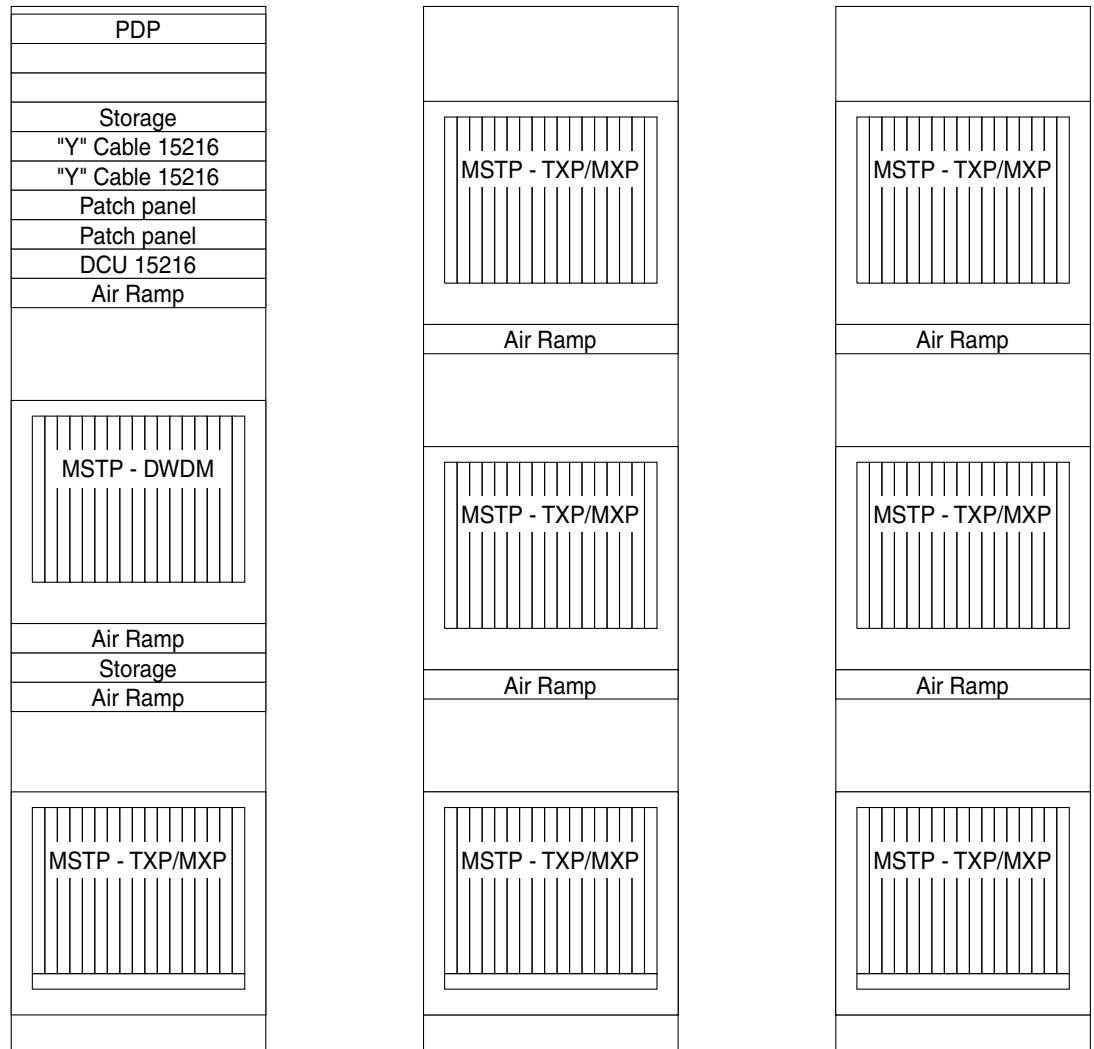 PDP
Storage
"Y" Cable 15216
"Y" Cable 15216
Patch panel
Patch panel
DCU 15216
Air Ramp
MSTP - DWDM
Air Ramp
Storage
Air Ramp
MSTP - TXP/MXP
MSTP - TXP/MXP
Air Ramp
MSTP - TXP/MXP
Air Ramp
MSTP - TXP/MXP
MSTP - TXP/MXP
Air Ramp
MSTP - TXP/MXP
Air Ramp
MSTP - TXP/MXP